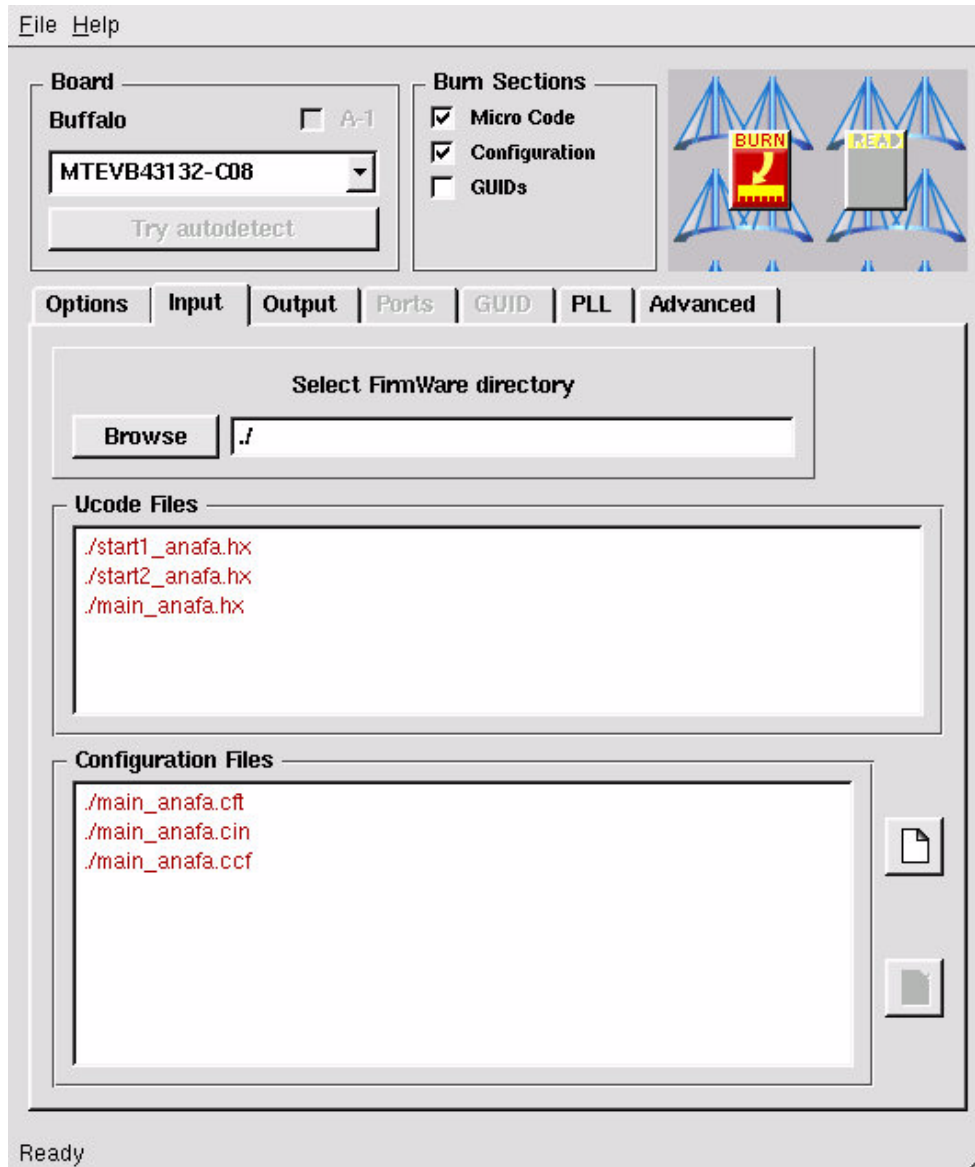 File Help
Board
Buffalo
A-1
MTEVB43132-C08
Try autodetect
Burn Sections
Micro Code
Configuration
GUIDs
BURN
READ
Options Input Output Ports GUID PLL Advanced
Select FirmWare directory
Browse ./
Ucode Files
./start1_anafa.hx
./start2_anafa.hx
./main_anafa.hx
Configuration Files
./main_anafa.cft
./main_anafa.cin
./main_anafa.ccf
Ready